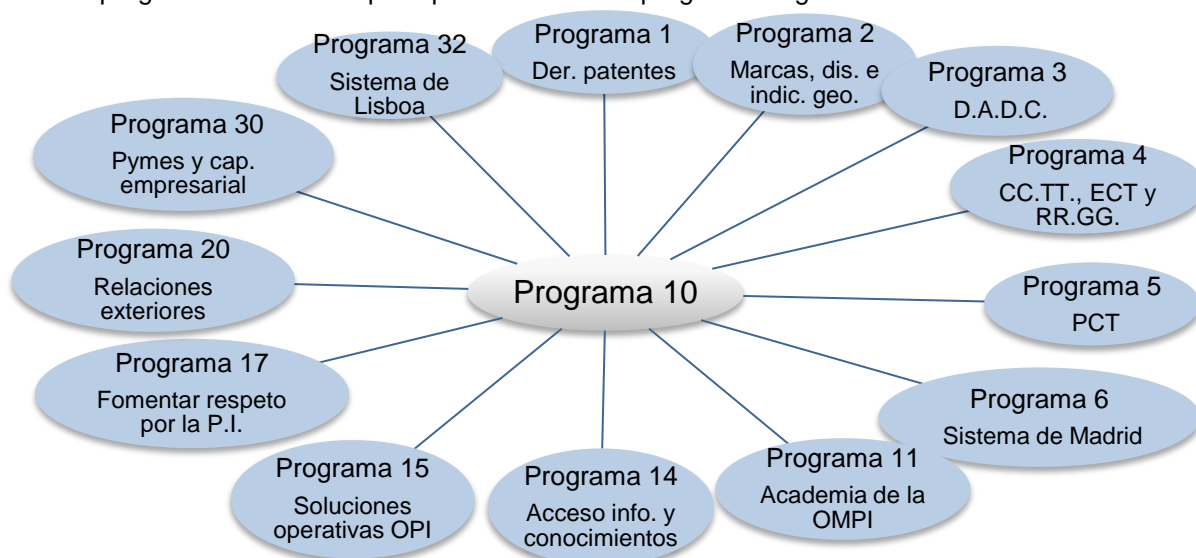 Programa 32
Sistema de
Lisboa
Programa 1
Der. patentes
Programa 2
Marcas, dis. e
indic. geo.
Programa 3
D.A.D.C.
Programa 4
CC.TT., ECT y
RR.GG.
Programa 5
PCT
Programa 6
Sistema de Madrid
Programa 11
Academia de la
OMPI
Programa 14
Acceso info. y
conocimientos
Programa 15
Soluciones
operativas OPI
Programa 17
Fomentar respeto
por la P.I.
Programa 20
Relaciones
exteriores
Programa 30
Pymes y cap.
empresarial
Programa 10